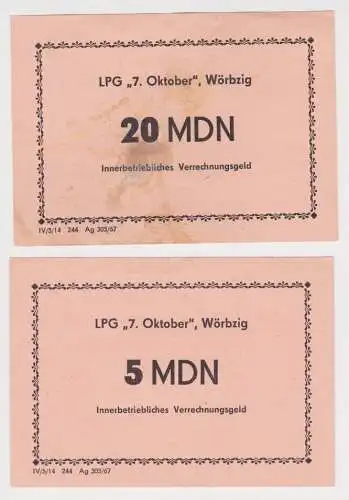 LPG „7. Oktober“, Wörbzig
20 MDN
Innerbetriebliches Verrechnungsgeld
IV/5/14 244 Ag 305/67
LPG „7. Oktober“, Wörbzig
5 MDN
Innerbetriebliches Verrechnungsgeld
IV/5/14 244 Ag 305/67